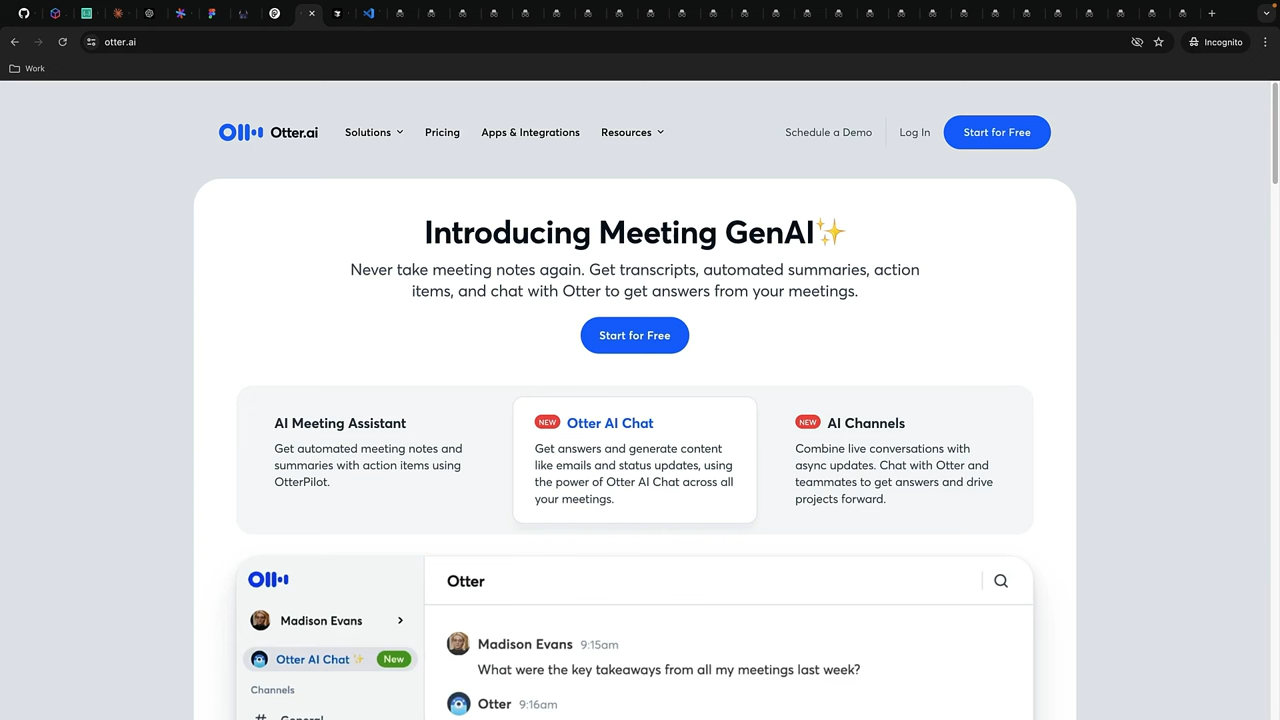 otter.ai
Incognito
Work
Otter.ai
Solutions
Pricing
Apps & Integrations
Resources
Schedule a Demo
Log In
Start for Free
Introducing Meeting GenAI✨
Never take meeting notes again. Get transcripts, automated summaries, action
items, and chat with Otter to get answers from your meetings.
Start for Free
AI Meeting Assistant
Get automated meeting notes and
summaries with action items using
OtterPilot.
NEW Otter AI Chat
Get answers and generate content
like emails and status updates, using
the power of Otter AI Chat across all
your meetings.
NEW AI Channels
Combine live conversations with
async updates. Chat with Otter and
teammates to get answers and drive
projects forward.
Madison Evans
Otter AI Chat ✨ New
Channels
# General
Otter
Madison Evans 9:15am
What were the key takeaways from all my meetings last week?
Otter 9:16am